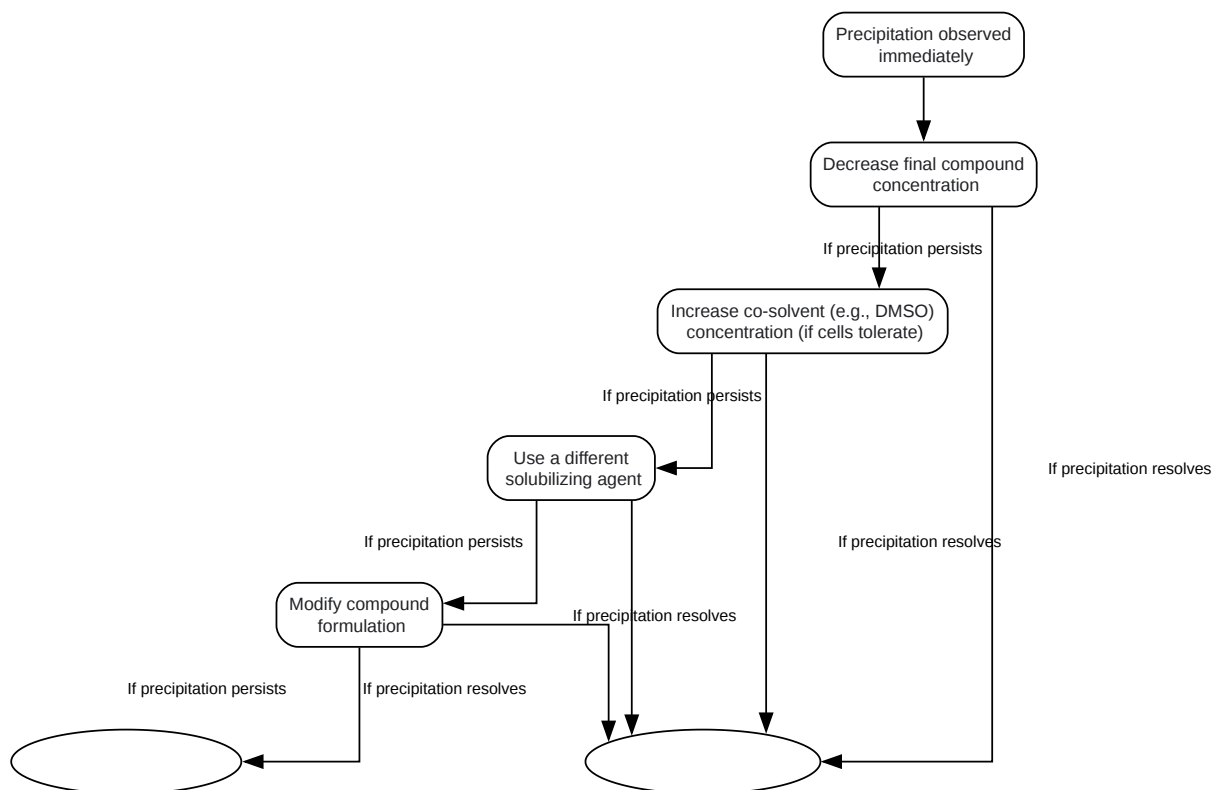 Precipitation observed
immediately
Decrease final compound
concentration
If precipitation persists
Increase co-solvent (e.g., DMSO)
concentration (if cells tolerate)
If precipitation persists
Use a different
solubilizing agent
If precipitation resolves
If precipitation persists
If precipitation resolves
Modify compound
formulation
If precipitation resolves
If precipitation persists
If precipitation resolves